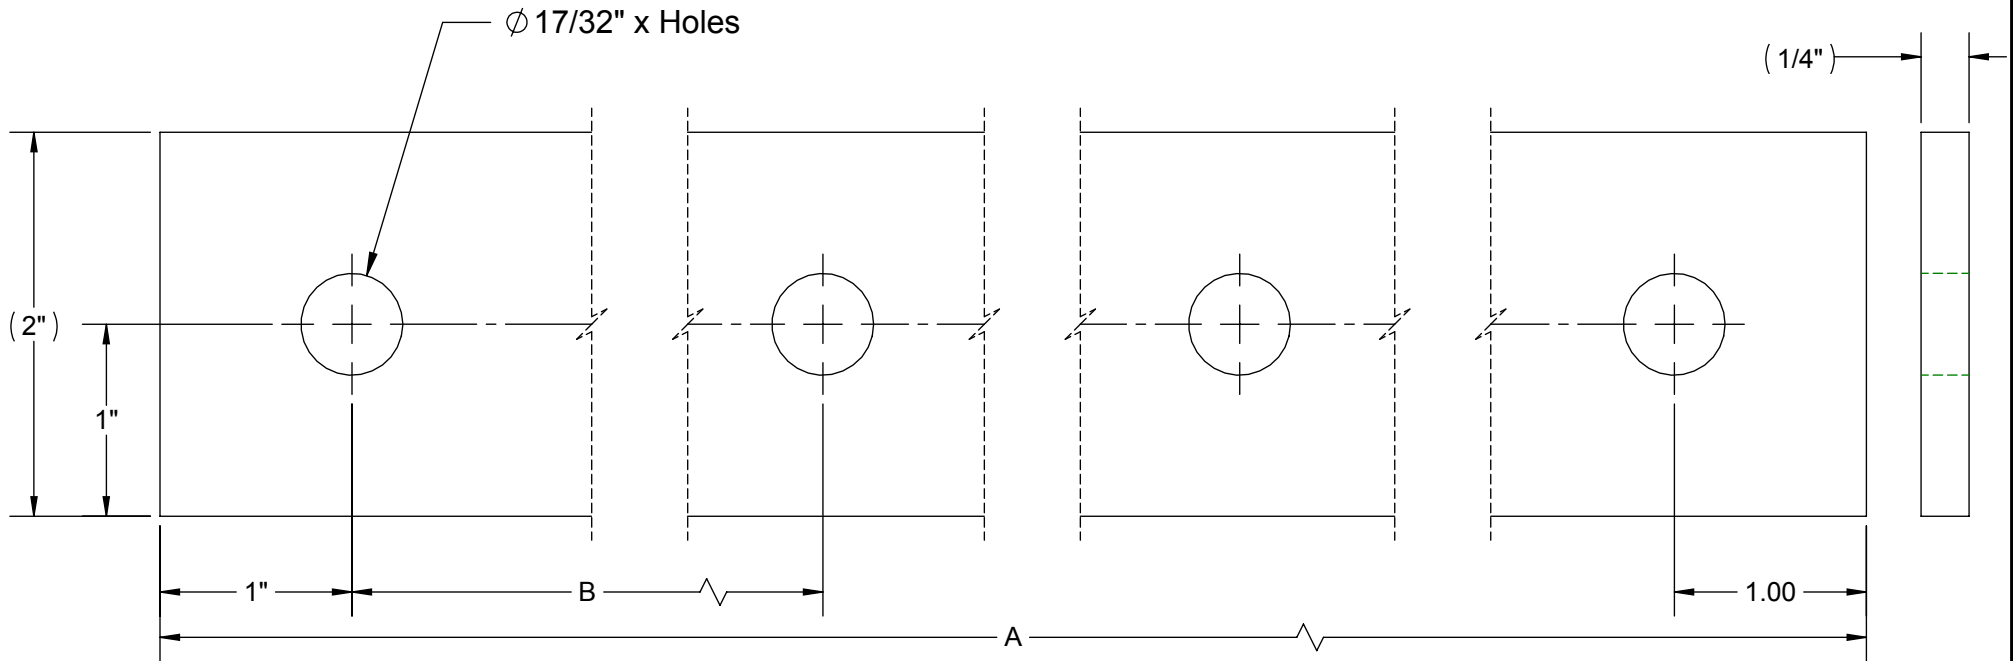 ⌀ 17/32" x Holes
( 1/4" )
( 2" )
1"
1"
B
1.00
A